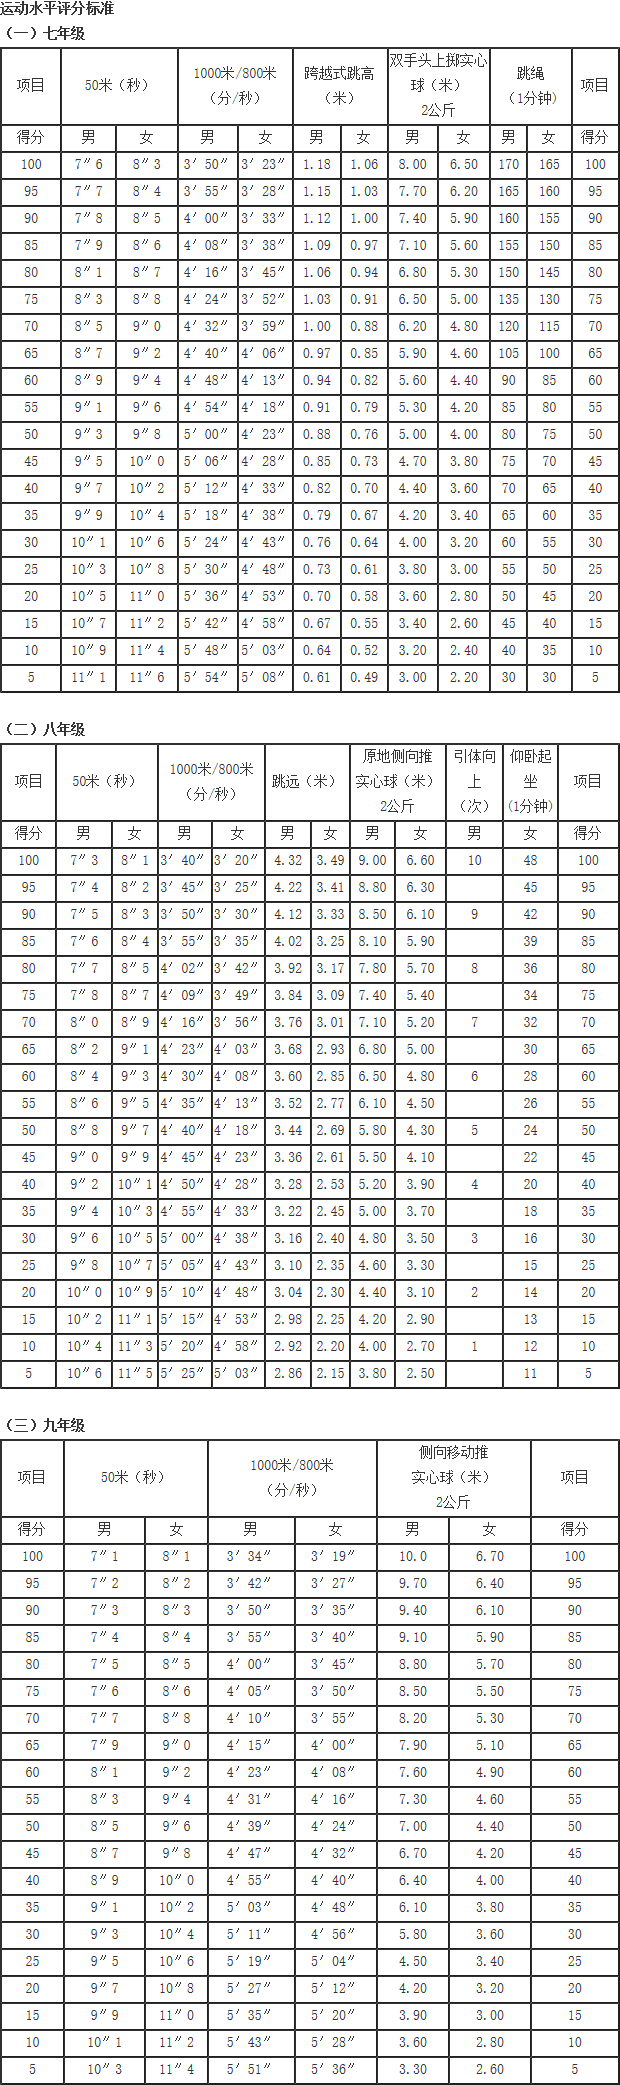 运动水平评分标准
（一）七年级
项目 50米（秒） 1000米/800米（分/秒） 跨越式跳高（米） 双手头上掷实心球（米）2公斤 跳绳（1分钟） 项目
得分 男 女 男 女 男 女 男 女 男 女 得分
100 7″6 8″3 3′50″ 3′23″ 1.18 1.06 8.00 6.50 170 165 100
95 7″7 8″4 3′55″ 3′28″ 1.15 1.03 7.70 6.20 165 160 95
90 7″8 8″5 4′00″ 3′33″ 1.12 1.00 7.40 5.90 160 155 90
85 7″9 8″6 4′08″ 3′38″ 1.09 0.97 7.10 5.60 155 150 85
80 8″1 8″7 4′16″ 3′45″ 1.06 0.94 6.80 5.30 150 145 80
75 8″3 8″8 4′24″ 3′52″ 1.03 0.91 6.50 5.00 135 130 75
70 8″5 9″0 4′32″ 3′59″ 1.00 0.88 6.20 4.80 120 115 70
65 8″7 9″2 4′40″ 4′06″ 0.97 0.85 5.90 4.60 105 100 65
60 8″9 9″4 4′48″ 4′13″ 0.94 0.82 5.60 4.40 90 85 60
55 9″1 9″6 4′54″ 4′18″ 0.91 0.79 5.30 4.20 85 80 55
50 9″3 9″8 5′00″ 4′23″ 0.88 0.76 5.00 4.00 80 75 50
45 9″5 10″0 5′06″ 4′28″ 0.85 0.73 4.70 3.80 75 70 45
40 9″7 10″2 5′12″ 4′33″ 0.82 0.70 4.40 3.60 70 65 40
35 9″9 10″4 5′18″ 4′38″ 0.79 0.67 4.20 3.40 65 60 35
30 10″1 10″6 5′24″ 4′43″ 0.76 0.64 4.00 3.20 60 55 30
25 10″3 10″8 5′30″ 4′48″ 0.73 0.61 3.80 3.00 55 50 25
20 10″5 11″0 5′36″ 4′53″ 0.70 0.58 3.60 2.80 50 45 20
15 10″7 11″2 5′42″ 4′58″ 0.67 0.55 3.40 2.60 45 40 15
10 10″9 11″4 5′48″ 5′03″ 0.64 0.52 3.20 2.40 40 35 10
5 11″1 11″6 5′54″ 5′08″ 0.61 0.49 3.00 2.20 30 30 5
（二）八年级
项目 50米（秒） 1000米/800米（分/秒） 跳远（米） 原地侧向推实心球（米）2公斤 引体向上（次） 仰卧起坐(1分钟) 项目
得分 男 女 男 女 男 女 男 女 男 女 得分
100 7″3 8″1 3′40″ 3′20″ 4.32 3.49 9.00 6.60 10 48 100
95 7″4 8″2 3′45″ 3′25″ 4.22 3.41 8.80 6.30 45 95
90 7″5 8″3 3′50″ 3′30″ 4.12 3.33 8.50 6.10 9 42 90
85 7″6 8″4 3′55″ 3′35″ 4.02 3.25 8.10 5.90 39 85
80 7″7 8″5 4′02″ 3′42″ 3.92 3.17 7.80 5.70 8 36 80
75 7″8 8″7 4′09″ 3′49″ 3.84 3.09 7.40 5.40 34 75
70 8″0 8″9 4′16″ 3′56″ 3.76 3.01 7.10 5.20 7 32 70
65 8″2 9″1 4′23″ 4′03″ 3.68 2.93 6.80 5.00 30 65
60 8″4 9″3 4′30″ 4′08″ 3.60 2.85 6.50 4.80 6 28 60
55 8″6 9″5 4′35″ 4′13″ 3.52 2.77 6.10 4.50 26 55
50 8″8 9″7 4′40″ 4′18″ 3.44 2.69 5.80 4.30 5 24 50
45 9″0 9″9 4′45″ 4′23″ 3.36 2.61 5.50 4.10 22 45
40 9″2 10″1 4′50″ 4′28″ 3.28 2.53 5.20 3.90 4 20 40
35 9″4 10″3 4′55″ 4′33″ 3.22 2.45 5.00 3.70 18 35
30 9″6 10″5 5′00″ 4′38″ 3.16 2.40 4.80 3.50 3 16 30
25 9″8 10″7 5′05″ 4′43″ 3.10 2.35 4.60 3.30 15 25
20 10″0 10″9 5′10″ 4′48″ 3.04 2.30 4.40 3.10 2 14 20
15 10″2 11″1 5′15″ 4′53″ 2.98 2.25 4.20 2.90 13 15
10 10″4 11″3 5′20″ 4′58″ 2.92 2.20 4.00 2.70 1 12 10
5 10″6 11″5 5′25″ 5′03″ 2.86 2.15 3.80 2.50 11 5
（三）九年级
项目 50米（秒） 1000米/800米（分/秒） 侧向移动推实心球（米）2公斤 项目
得分 男 女 男 女 男 女 得分
100 7″1 8″1 3′34″ 3′19″ 10.0 6.70 100
95 7″2 8″2 3′42″ 3′27″ 9.70 6.40 95
90 7″3 8″3 3′50″ 3′35″ 9.40 6.10 90
85 7″4 8″4 3′55″ 3′40″ 9.10 5.90 85
80 7″5 8″5 4′00″ 3′45″ 8.80 5.70 80
75 7″6 8″6 4′05″ 3′50″ 8.50 5.50 75
70 7″7 8″8 4′10″ 3′55″ 8.20 5.30 70
65 7″9 9″0 4′15″ 4′00″ 7.90 5.10 65
60 8″1 9″2 4′23″ 4′08″ 7.60 4.90 60
55 8″3 9″4 4′31″ 4′16″ 7.30 4.60 55
50 8″5 9″6 4′39″ 4′24″ 7.00 4.40 50
45 8″7 9″8 4′47″ 4′32″ 6.70 4.20 45
40 8″9 10″0 4′55″ 4′40″ 6.40 4.00 40
35 9″1 10″2 5′03″ 4′48″ 6.10 3.80 35
30 9″3 10″4 5′11″ 4′56″ 5.80 3.60 30
25 9″5 10″6 5′19″ 5′04″ 4.50 3.40 25
20 9″7 10″8 5′27″ 5′12″ 4.20 3.20 20
15 9″9 11″0 5′35″ 5′20″ 3.90 3.00 15
10 10″1 11″2 5′43″ 5′28″ 3.60 2.80 10
5 10″3 11″4 5′51″ 5′36″ 3.30 2.60 5